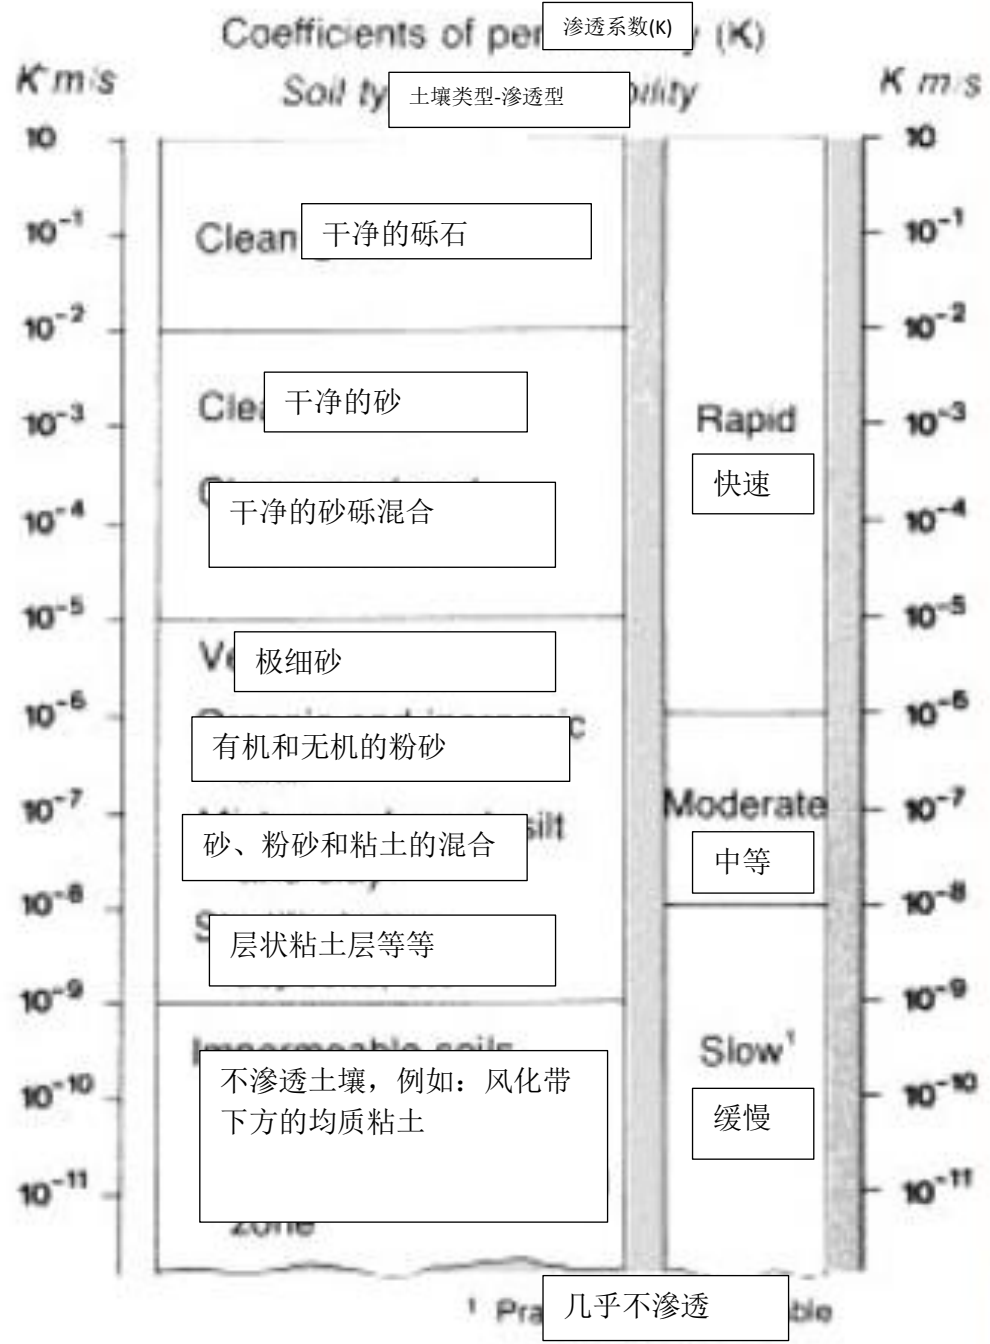 Coefficients of 渗透系数(K) (K)
K m/s
Soil 土壤类型-渗透型
K m/s
10
10
10⁻¹
10⁻¹
Clean 干净的砾石
10⁻²
10⁻²
干净的砂
10⁻³
10⁻³
Rapid
快速
干净的砂砾混合
10⁻⁴
10⁻⁴
10⁻⁵
10⁻⁵
极细砂
10⁻⁶
10⁻⁶
有机和无机的粉砂
10⁻⁷
10⁻⁷
Moderate
砂、粉砂和粘土的混合 silt
中等
10⁻⁸
10⁻⁸
层状粘土层等等
10⁻⁹
10⁻⁹
Impermeable soils
Slow¹
不渗透土壤，例如：风化带
下方的均质粘土
缓慢
10⁻¹⁰
10⁻¹⁰
10⁻¹¹
10⁻¹¹
zone
¹ 几乎不渗透